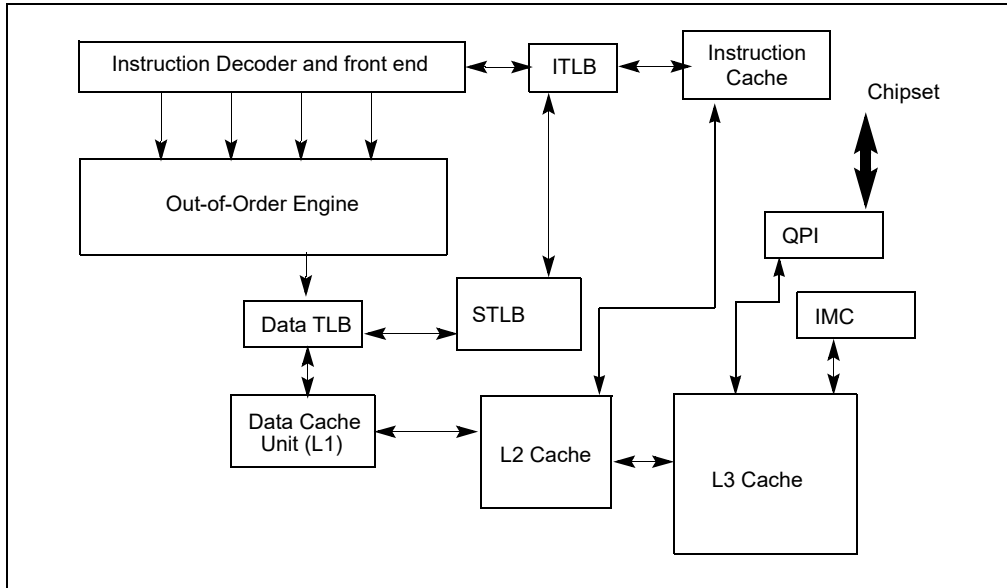 Instruction Decoder and front end
ITLB
Instruction
Cache
Chipset
Out-of-Order Engine
QPI
STLB
IMC
Data TLB
Data Cache
Unit (L1)
L2 Cache
L3 Cache